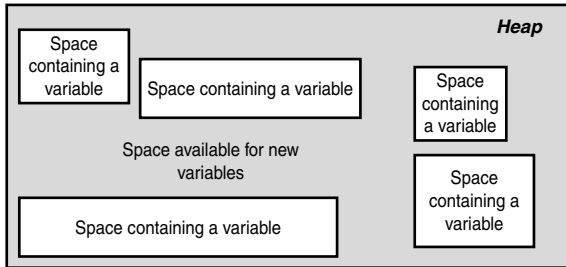 Heap
Space
containing a
variable
Space containing a variable
Space
containing
a variable
Space available for new
variables
Space
containing a
variable
Space containing a variable